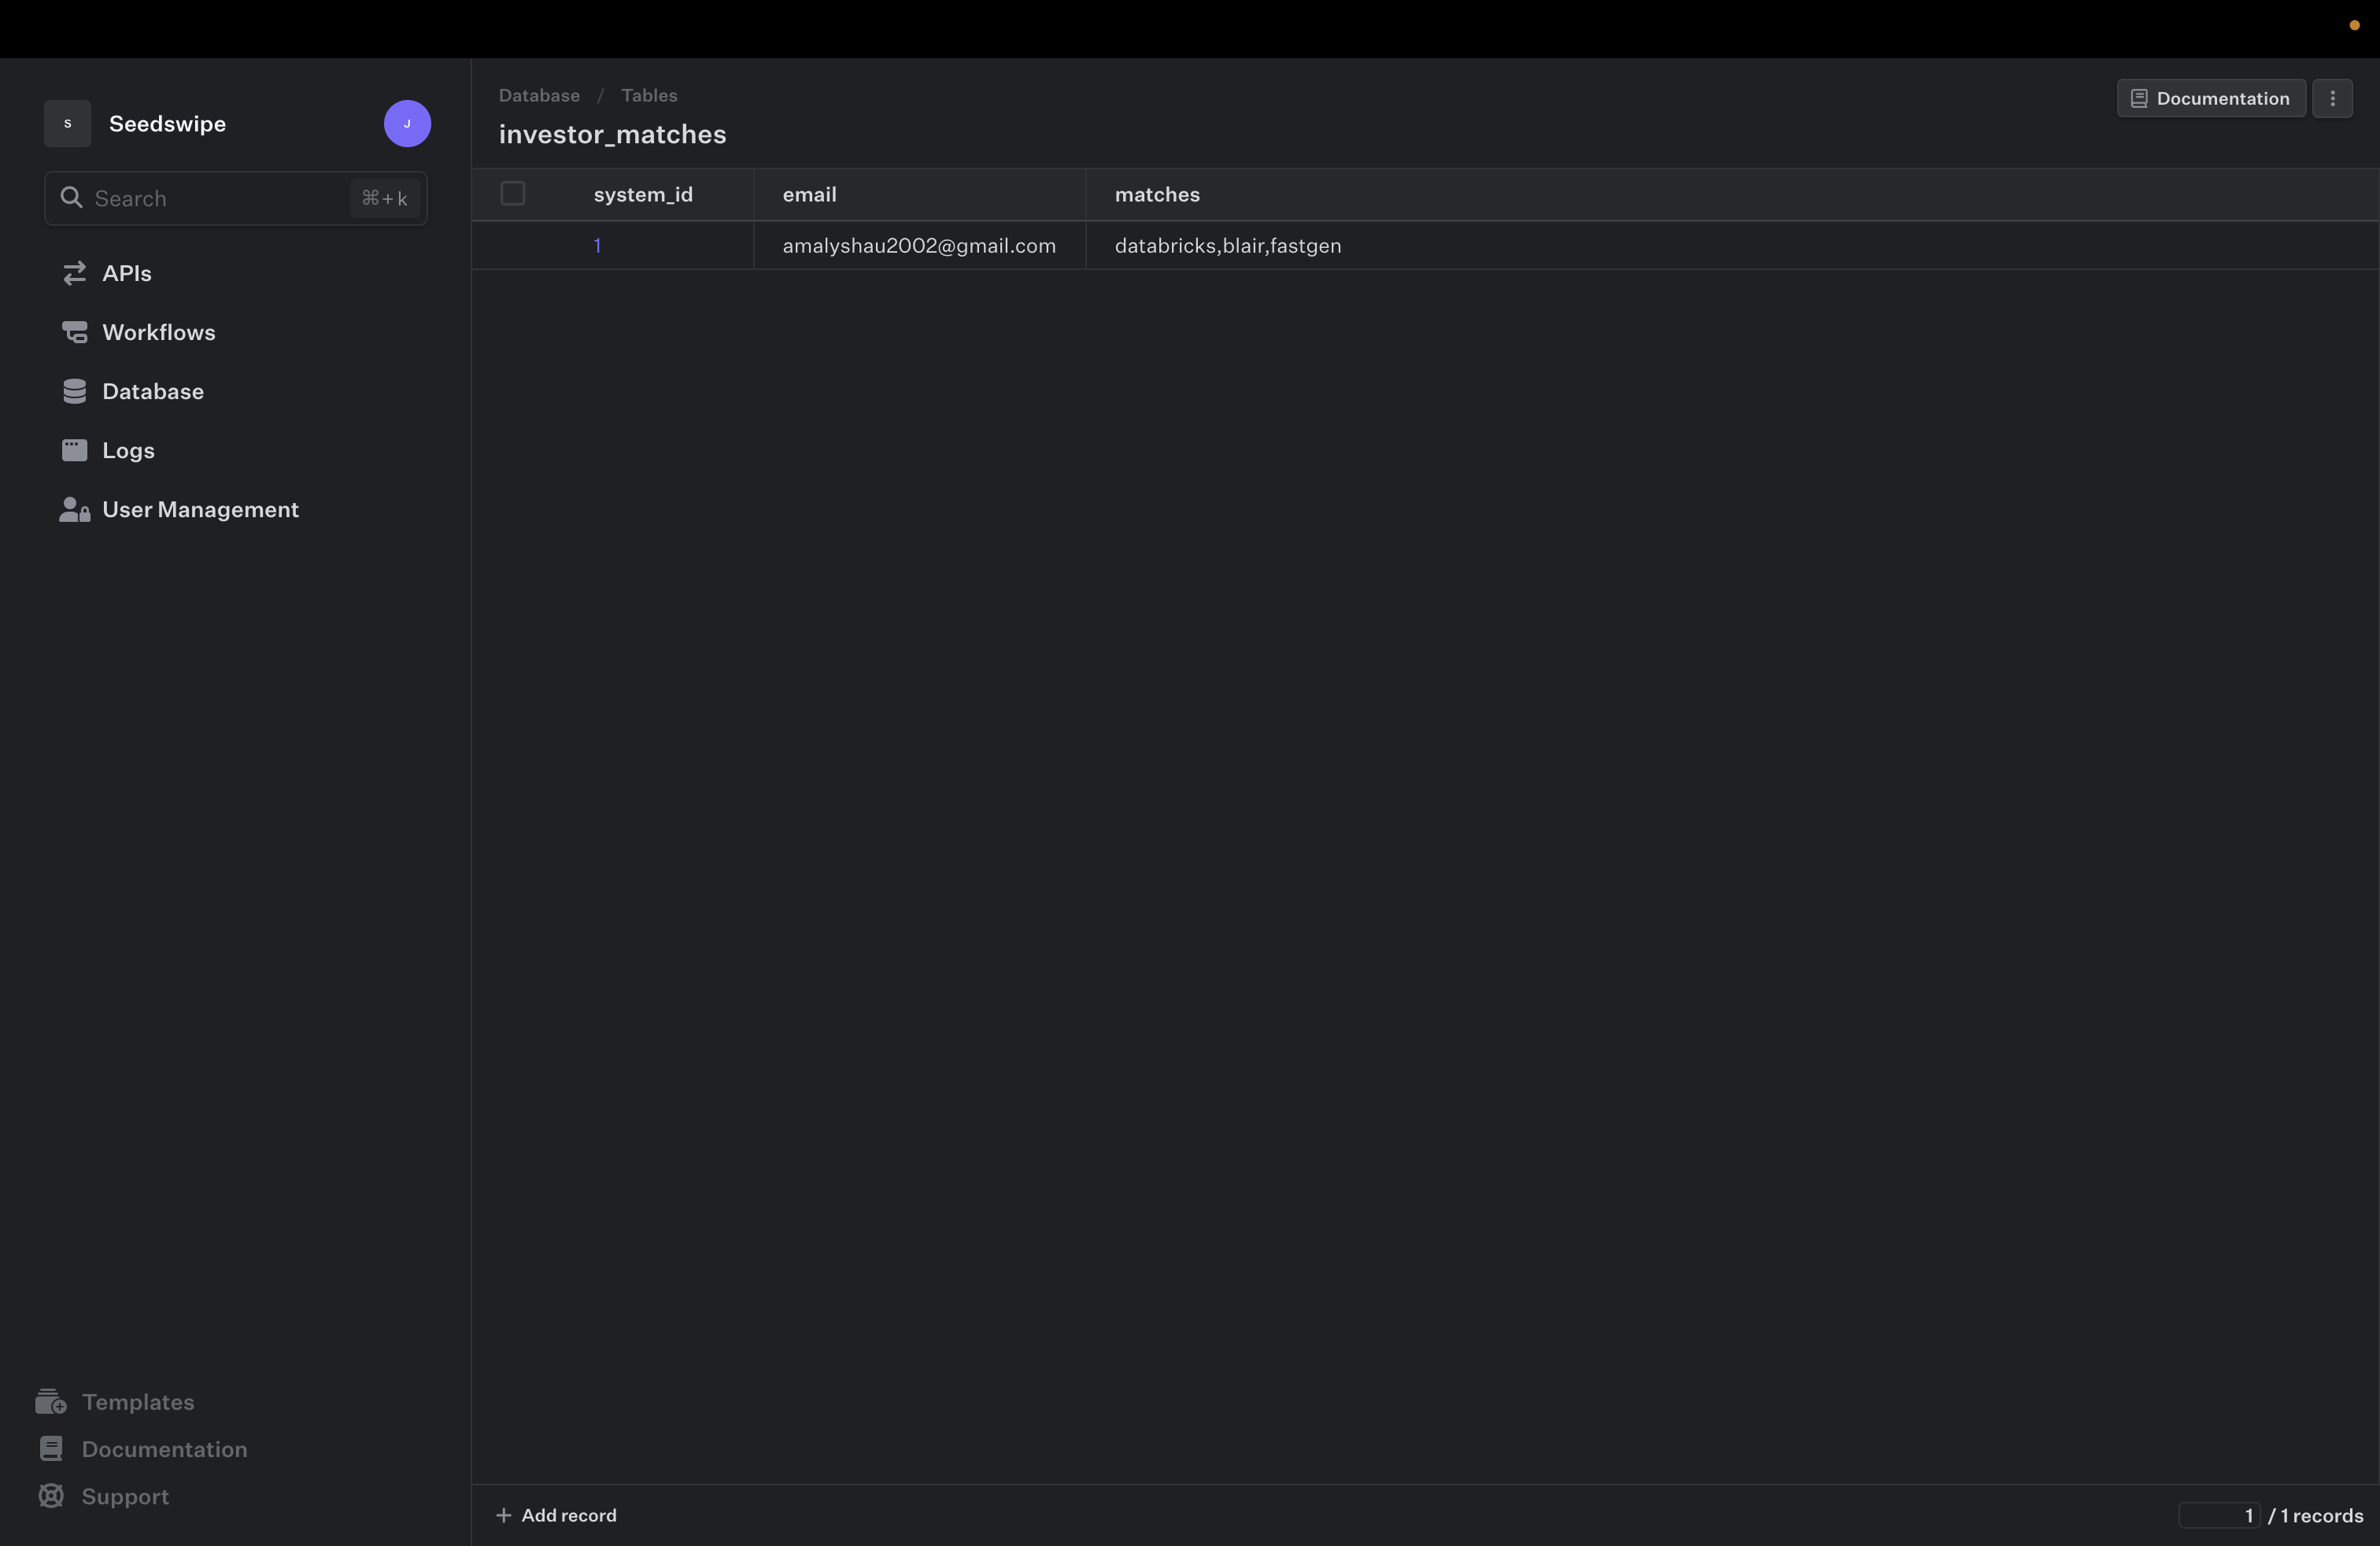 S
Seedswipe
J
Search
⌘+k
APIs
Workflows
Database
Logs
User Management
Templates
Documentation
Support
Database / Tables
investor_matches
Documentation
system_id email matches
1 amalyshau2002@gmail.com databricks,blair,fastgen
+ Add record
1 / 1 records